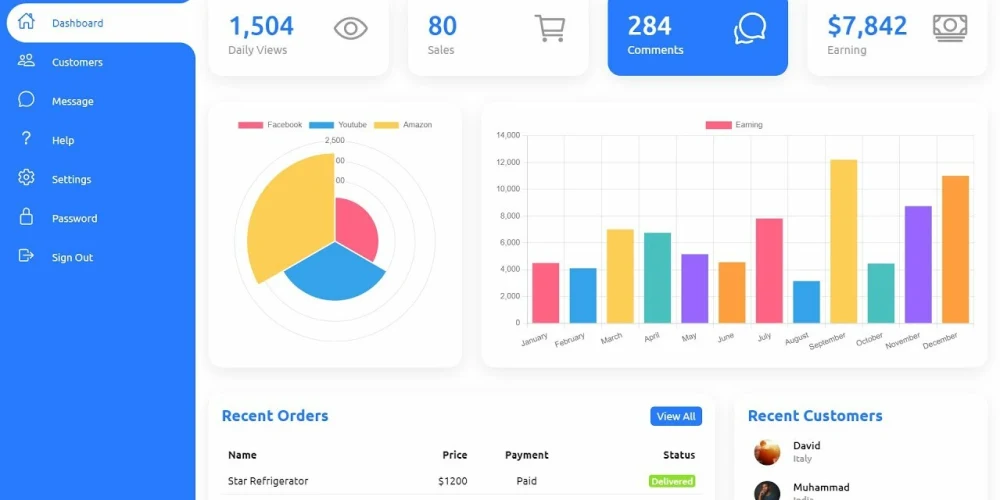 Dashboard
Customers
Message
Help
Settings
Password
Sign Out
1,504
Daily Views
80
Sales
284
Comments
$7,842
Earning
Facebook Youtube Amazon
2,500
00
00
Earning
14,000
12,000
10,000
8,000
6,000
4,000
2,000
0
January February March April May June July August September October November December
Recent Orders
View All
Name Price Payment Status
Star Refrigerator $1200 Paid Delivered
Recent Customers
David
Italy
Muhammad
India